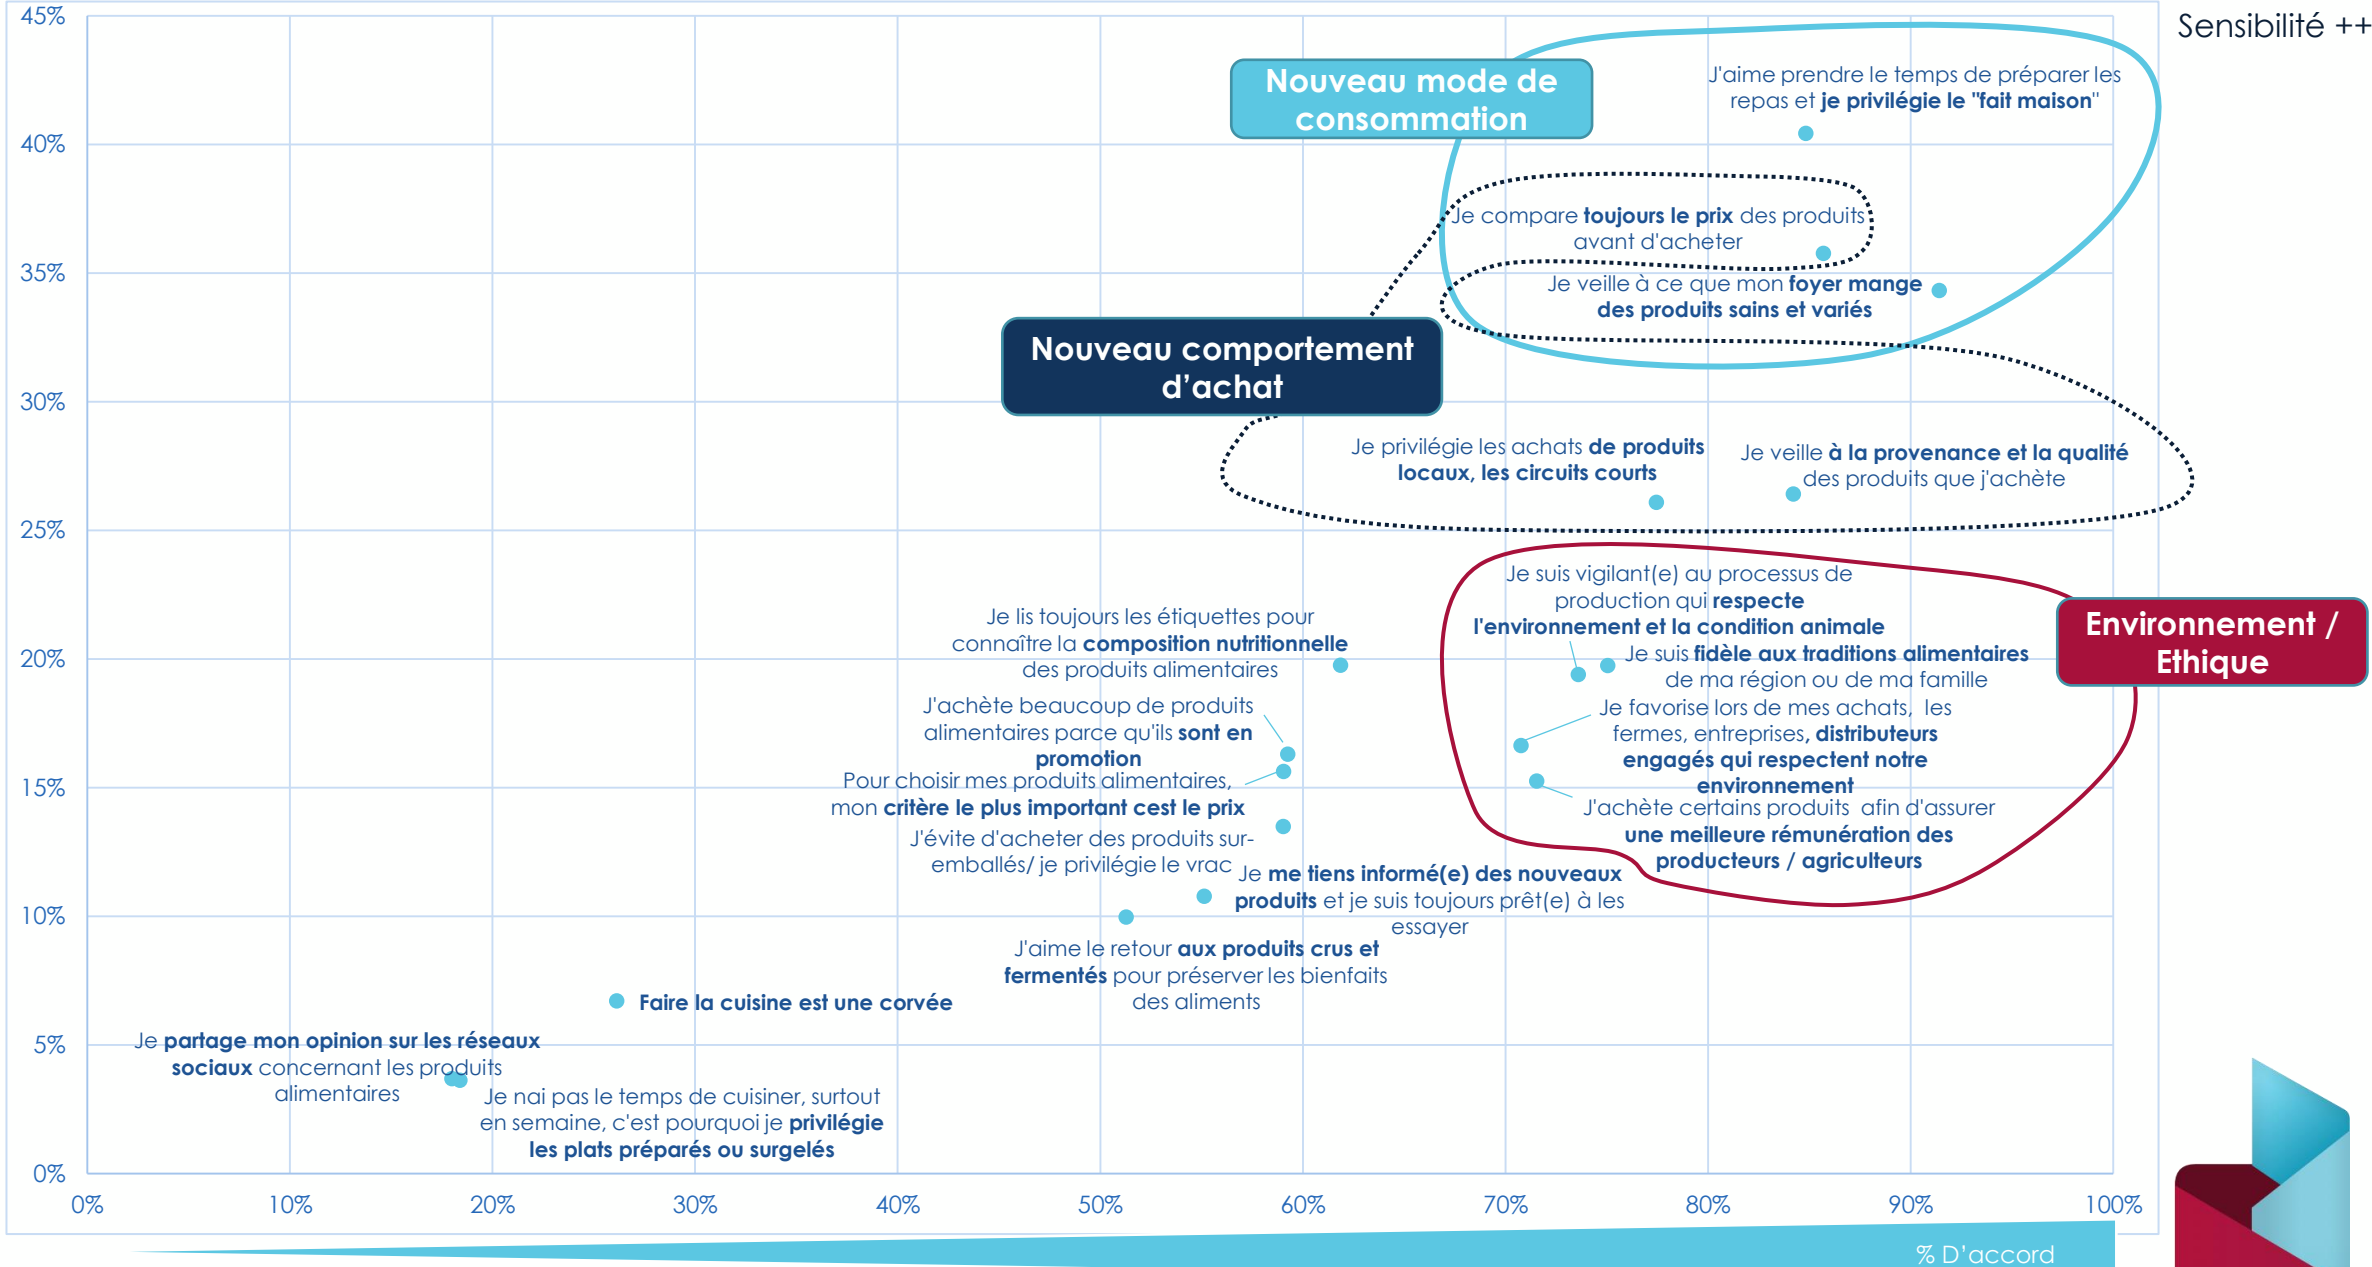 Sensibilité ++
45%
40%
35%
30%
25%
20%
15%
10%
5%
0%
Nouveau mode de
consommation
J'aime prendre le temps de préparer les
repas et je privilégie le "fait maison"
Je compare toujours le prix des produits
avant d'acheter
Je veille à ce que mon foyer mange
des produits sains et variés
Nouveau comportement
d'achat
Je privilégie les achats de produits
locaux, les circuits courts
Je veille à la provenance et la qualité
des produits que j'achète
Je suis vigilant(e) au processus de
production qui respecte
l'environnement et la condition animale
Environnement /
Ethique
Je lis toujours les étiquettes pour
connaître la composition nutritionnelle
des produits alimentaires
Je suis fidèle aux traditions alimentaires
de ma région ou de ma famille
J'achète beaucoup de produits
alimentaires parce qu'ils sont en
promotion
Je favorise lors de mes achats, les
fermes, entreprises, distributeurs
engagés qui respectent notre
environnement
Pour choisir mes produits alimentaires,
mon critère le plus important cest le prix
J'achète certains produits afin d'assurer
une meilleure rémunération des
producteurs / agriculteurs
J'évite d'acheter des produits sur-
emballés/ je privilégie le vrac
Je me tiens informé(e) des nouveaux
produits et je suis toujours prêt(e) à les
essayer
J'aime le retour aux produits crus et
fermentés pour préserver les bienfaits
des aliments
Faire la cuisine est une corvée
Je partage mon opinion sur les réseaux
sociaux concernant les produits
alimentaires
Je nai pas le temps de cuisiner, surtout
en semaine, c'est pourquoi je privilégie
les plats préparés ou surgelés
0%
10%
20%
30%
40%
50%
60%
70%
80%
90%
100%
% D'accord